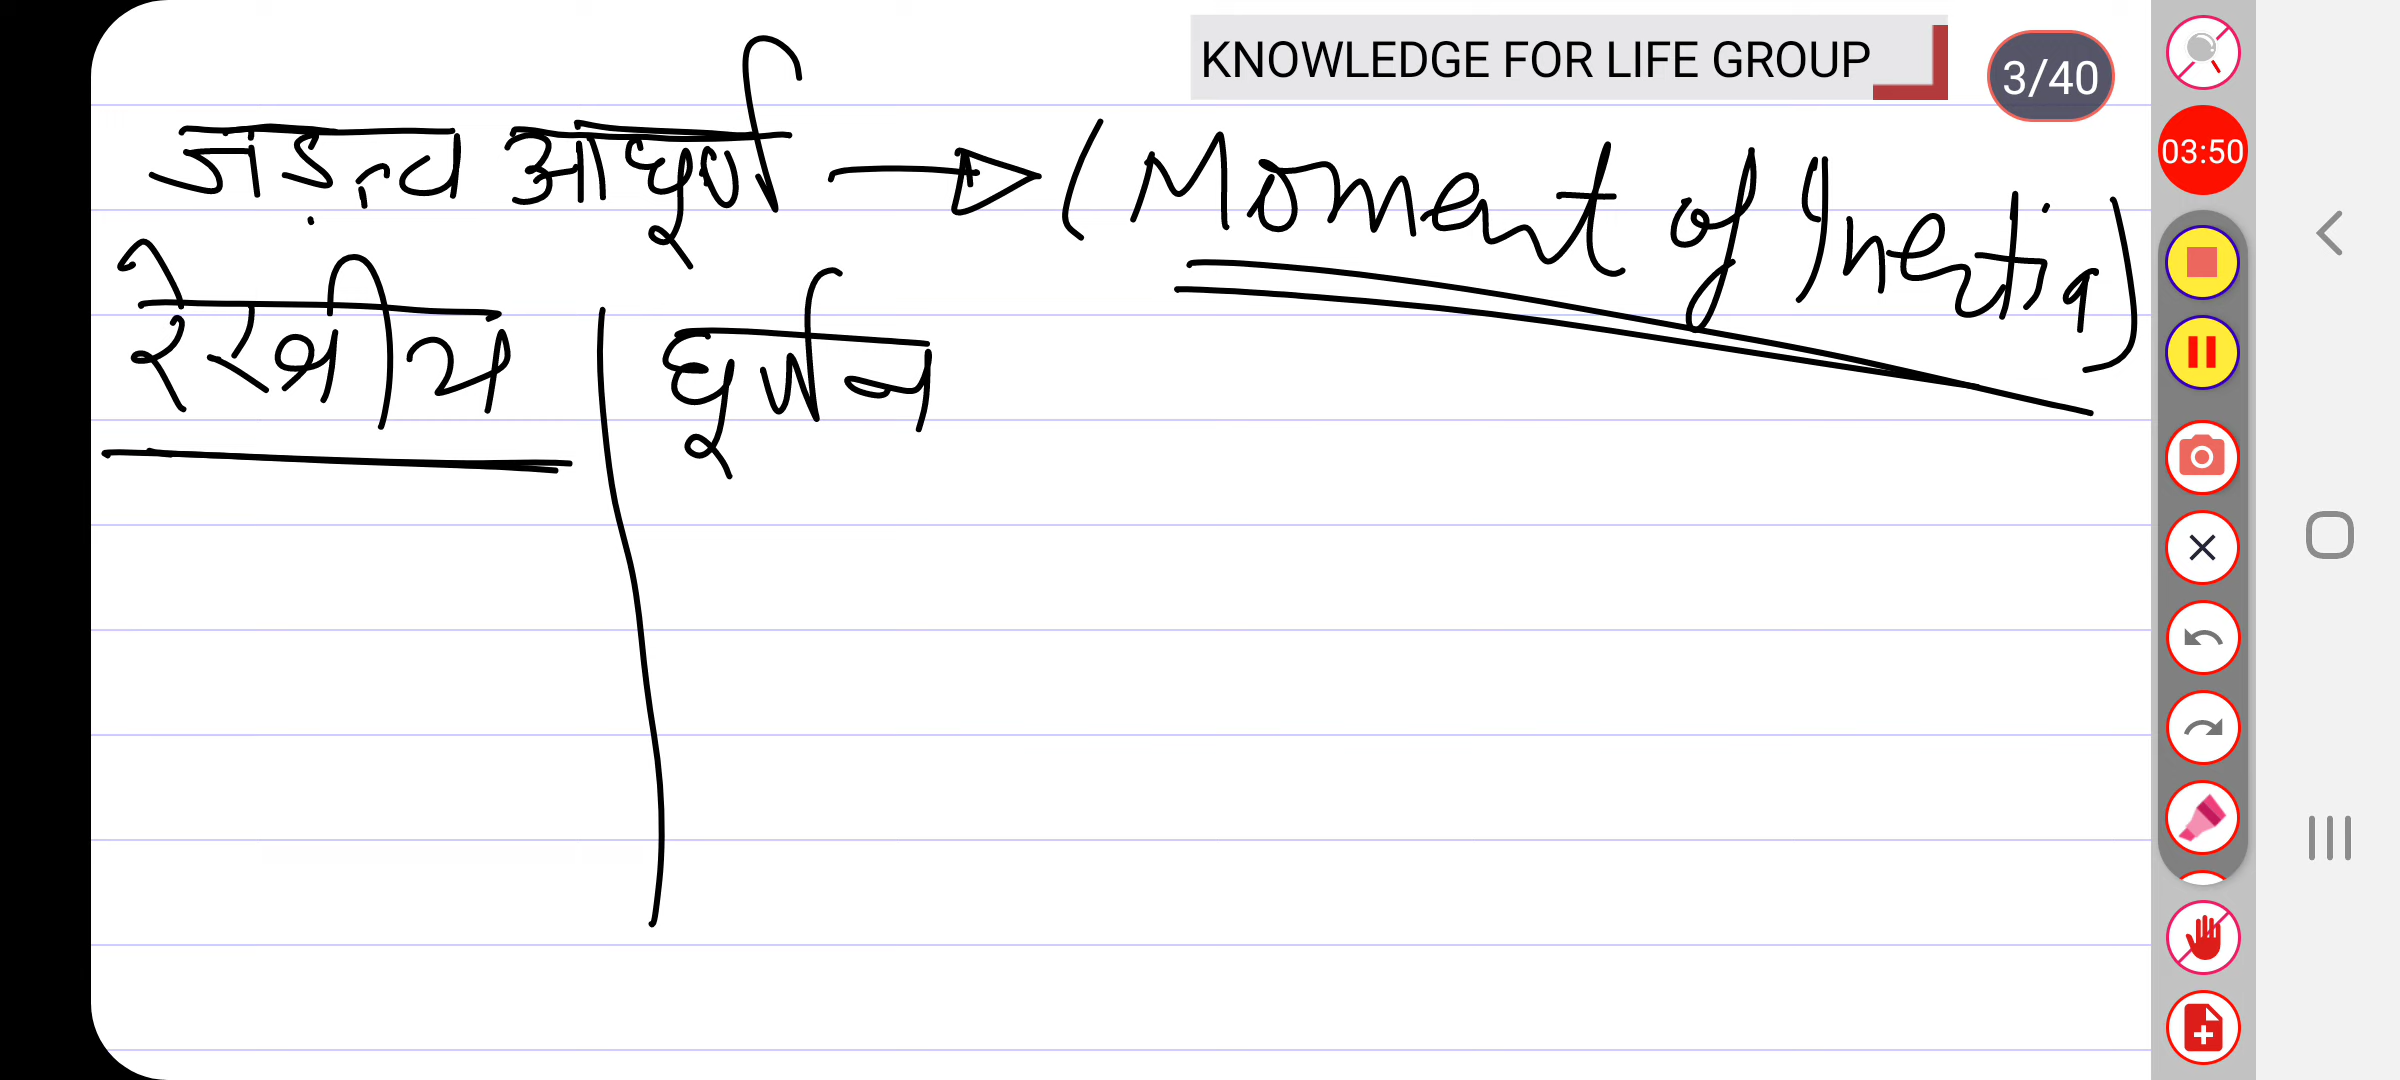 KNOWLEDGE FOR LIFE GROUP
3/40
03:50
जड़त्व आघूर्ण → (Moment of Inertia)
रेखीय | घूर्णन